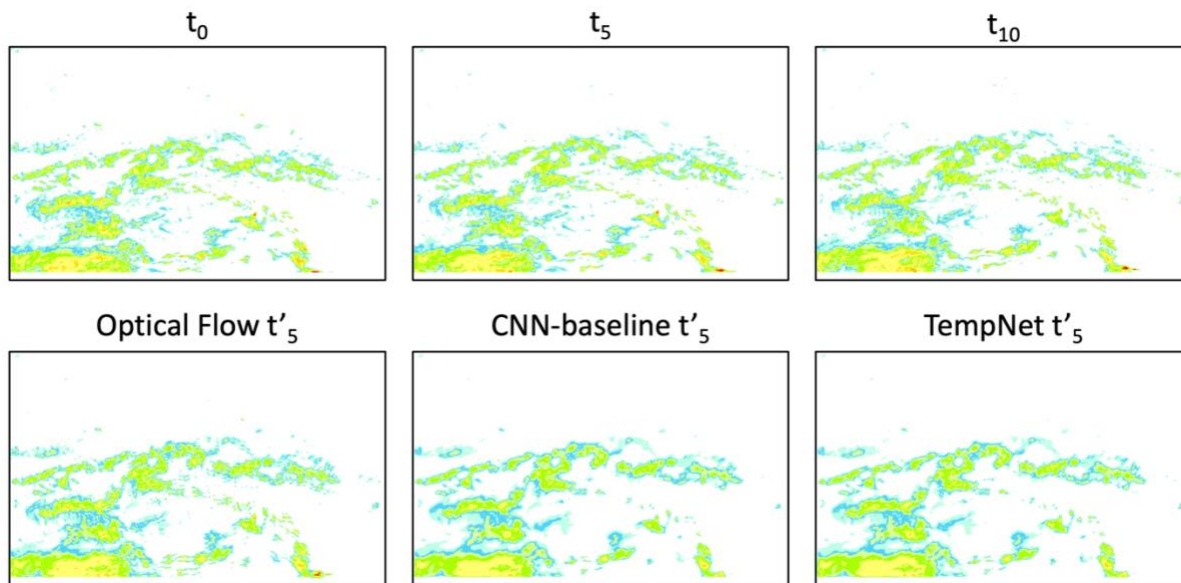 t₀ t₅ t₁₀
Optical Flow t’₅ CNN-baseline t’₅ TempNet t’₅